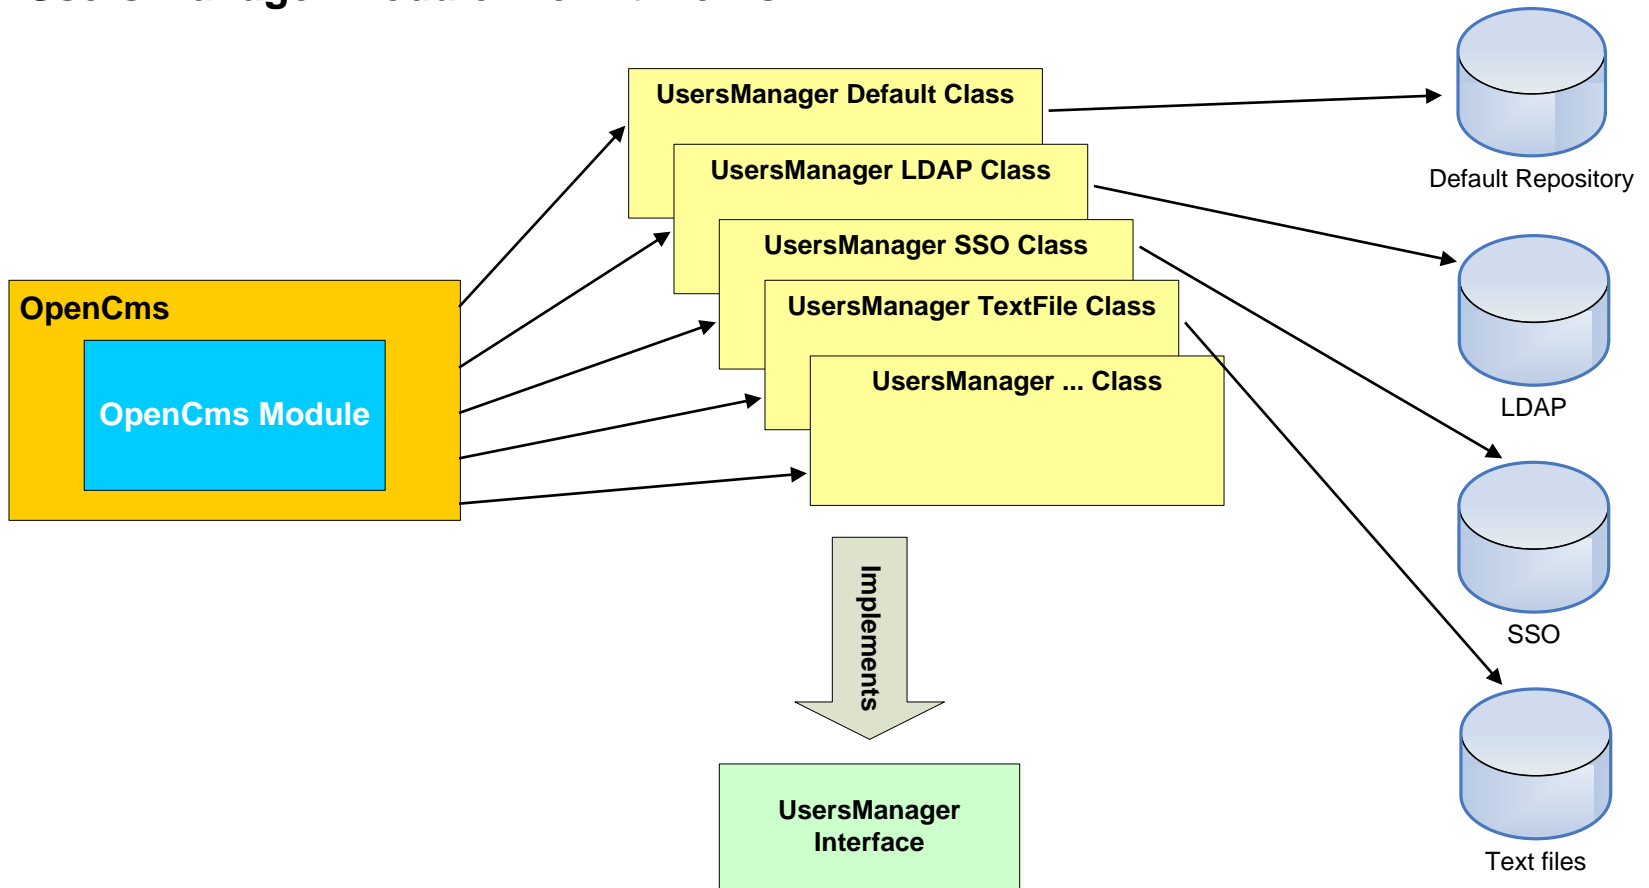 UsersManager Default Class
UsersManager LDAP Class
UsersManager SSO Class
UsersManager TextFile Class
UsersManager ... Class
OpenCms
OpenCms Module
Default Repository
LDAP
SSO
Text files
Implements
UsersManager
Interface